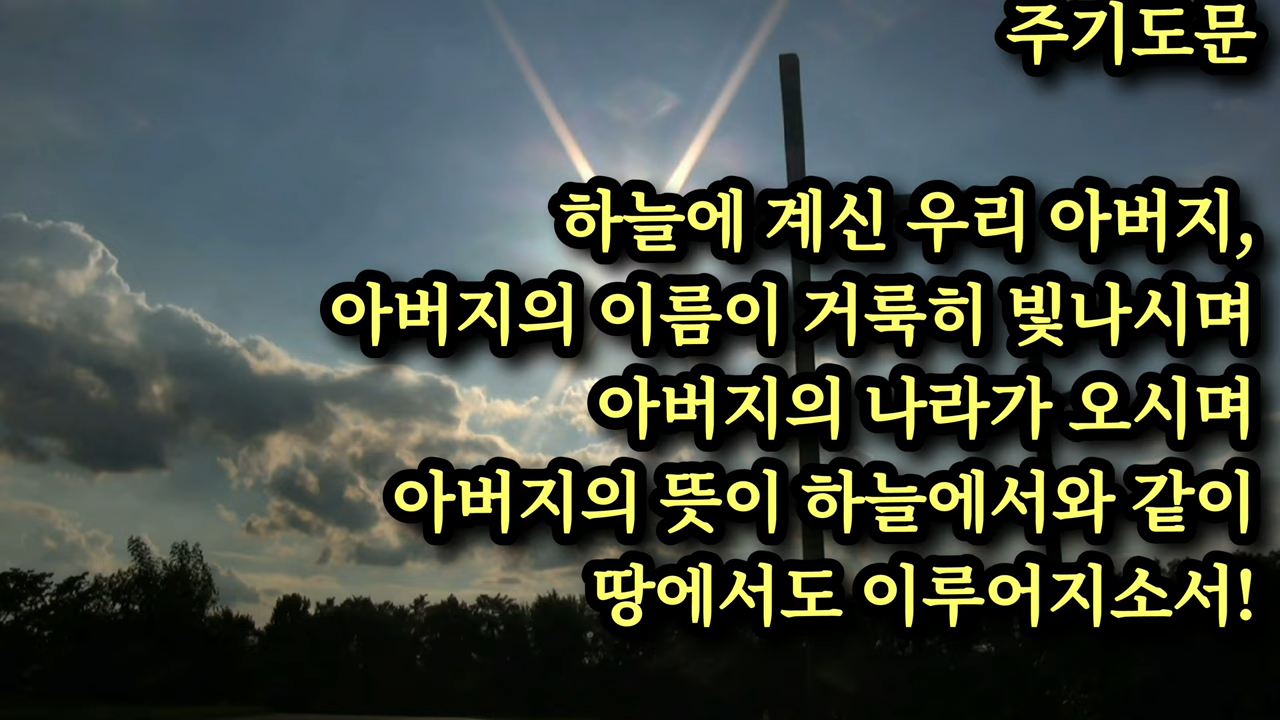 주기도문
하늘에 계신 우리 아버지,
아버지의 이름이 거룩히 빛나시며
아버지의 나라가 오시며
아버지의 뜻이 하늘에서와 같이
땅에서도 이루어지소서!